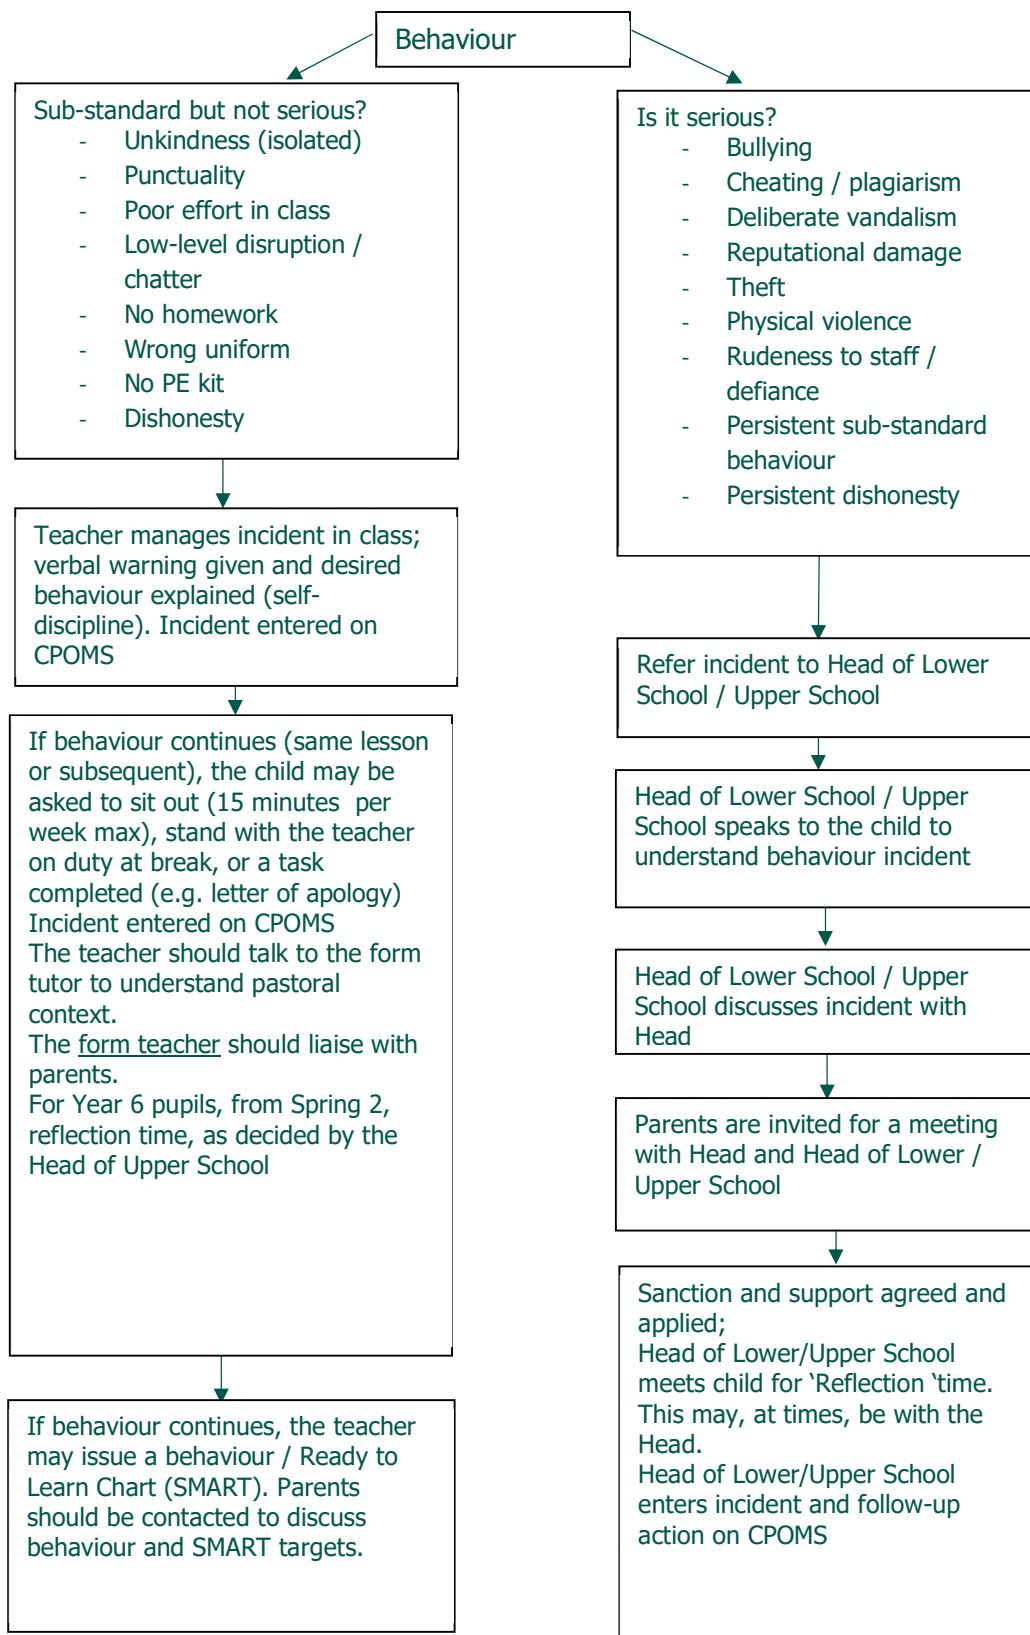 Behaviour
Sub-standard but not serious?
- Unkindness (isolated)
- Punctuality
- Poor effort in class
- Low-level disruption /
chatter
- No homework
- Wrong uniform
- No PE kit
- Dishonesty
Teacher manages incident in class;
verbal warning given and desired
behaviour explained (self-
discipline). Incident entered on
CPOMS
If behaviour continues (same lesson
or subsequent), the child may be
asked to sit out (15 minutes  per
week max), stand with the teacher
on duty at break, or a task
completed (e.g. letter of apology)
Incident entered on CPOMS
The teacher should talk to the form
tutor to understand pastoral
context.
The form teacher should liaise with
parents.
For Year 6 pupils, from Spring 2,
reflection time, as decided by the
Head of Upper School
If behaviour continues, the teacher
may issue a behaviour / Ready to
Learn Chart (SMART). Parents
should be contacted to discuss
behaviour and SMART targets.
Is it serious?
- Bullying
- Cheating / plagiarism
- Deliberate vandalism
- Reputational damage
- Theft
- Physical violence
- Rudeness to staff /
defiance
- Persistent sub-standard
behaviour
- Persistent dishonesty
Refer incident to Head of Lower
School / Upper School
Head of Lower School / Upper
School speaks to the child to
understand behaviour incident
Head of Lower School / Upper
School discusses incident with
Head
Parents are invited for a meeting
with Head and Head of Lower /
Upper School
Sanction and support agreed and
applied;
Head of Lower/Upper School
meets child for ‘Reflection ‘time.
This may, at times, be with the
Head.
Head of Lower/Upper School
enters incident and follow-up
action on CPOMS